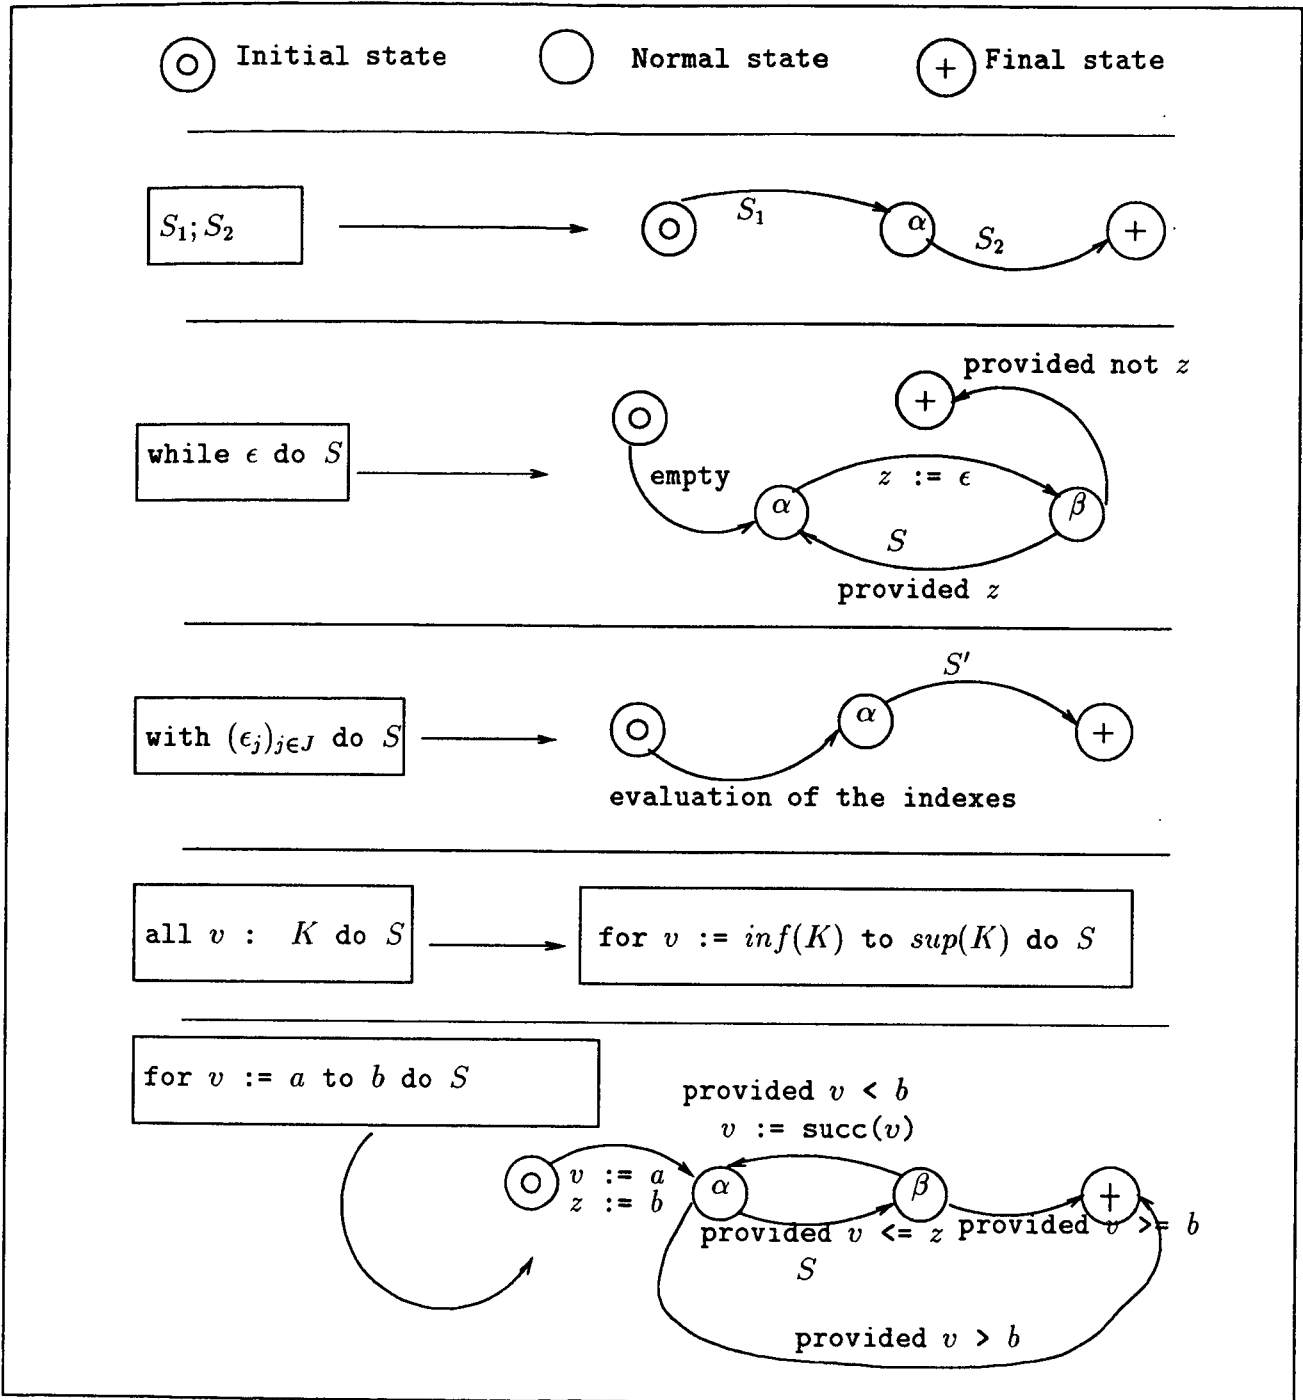 Initial state Normal state + Final state
S₁; S₂ S₁ α S₂ +
provided not z
+
while ϵ do S empty α z := ϵ β
S
provided z
S′
with (ϵⱼ)ⱼ∈J do S α +
evaluation of the indexes
all v : K do S for v := inf(K) to sup(K) do S
for v := a to b do S
provided v < b
v := succ(v)
v := a α β +
z := b
provided v <= z provided v >= b
S
provided v > b